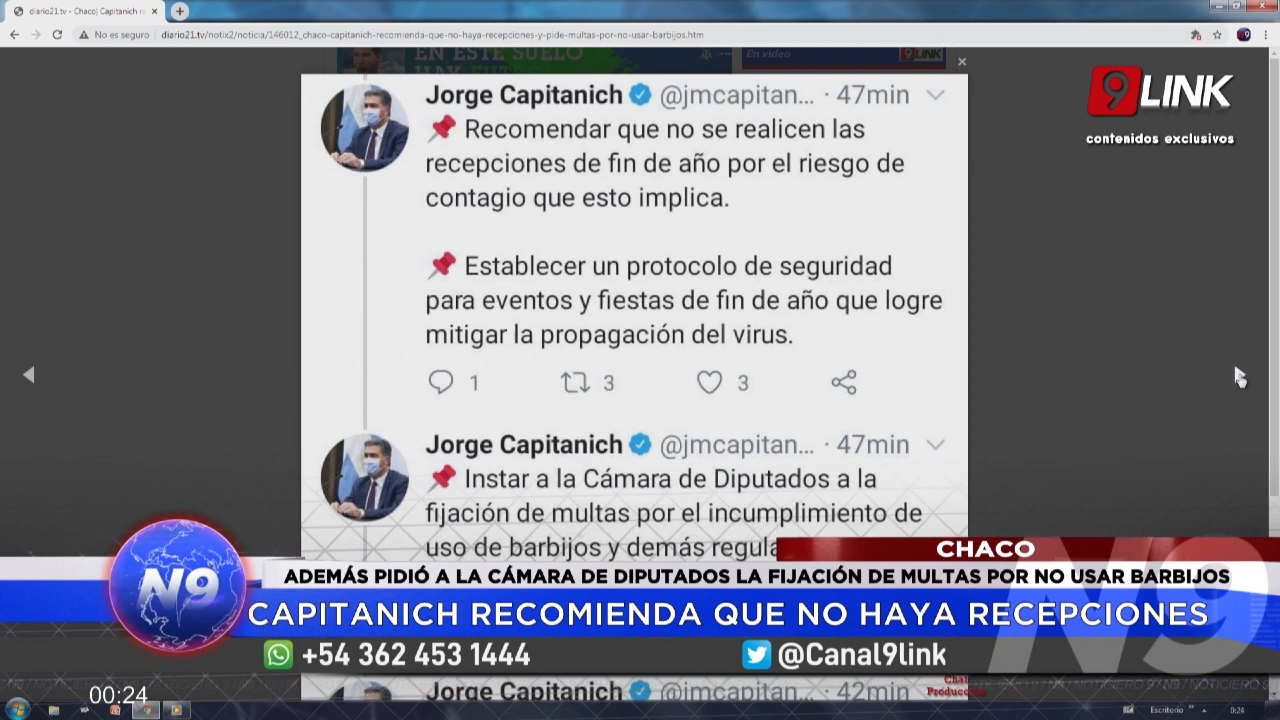 diario21.tv - Chaco| Capitanich r
No es seguro | diario21.tv/notix2/noticia/146012_chaco-capitanich-recomienda-que-no-haya-recepciones-y-pide-multas-por-no-usar-barbijos.htm
EN ESTE SUELO
En video
9LINK
9LINK
contenidos exclusivos
Jorge Capitanich @jmcapitan... · 47min
Recomendar que no se realicen las
recepciones de fin de año por el riesgo de
contagio que esto implica.
Establecer un protocolo de seguridad
para eventos y fiestas de fin de año que logre
mitigar la propagación del virus.
1 3 3
Jorge Capitanich @jmcapitan... · 47min
Instar a la Cámara de Diputados a la
fijación de multas por el incumplimiento de
uso de barbijos y demás regula
CHACO
ADEMÁS PIDIÓ A LA CÁMARA DE DIPUTADOS LA FIJACIÓN DE MULTAS POR NO USAR BARBIJOS
N9
CAPITANICH RECOMIENDA QUE NO HAYA RECEPCIONES
N9
+54 362 453 1444
@Canal9link
Jorge Capitanich @jmcapitan... · 42min
00:24
Escritorio
0:24